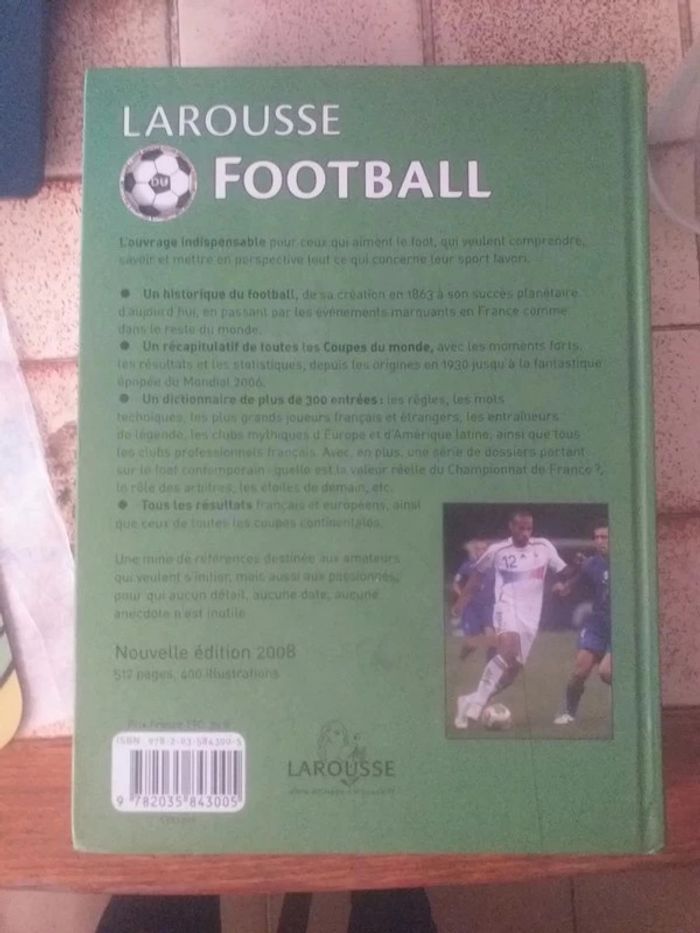 LAROUSSE
DU FOOTBALL
L'ouvrage indispensable pour ceux qui aiment le foot, qui veulent comprendre,
savoir et mettre en perspective tout ce qui concerne leur sport favori.
● Un historique du football, de sa création en 1863 à son succès planétaire
d'aujourd'hui, en passant par les événements marquants en France comme
dans le reste du monde.
● Un récapitulatif de toutes les Coupes du monde, avec les moments forts,
les résultats et les statistiques, depuis les origines en 1930 jusqu'à la fantastique
épopée du Mondial 2006.
● Un dictionnaire de plus de 300 entrées : les règles, les mots
techniques, les plus grands joueurs français et étrangers, les entraîneurs
de légende, les clubs mythiques d'Europe et d'Amérique latine, ainsi que tous
les clubs professionnels français. Avec, en plus, une série de dossiers portant
sur le foot contemporain : quelle est la valeur réelle du Championnat de France ?,
le rôle des arbitres, les étoiles de demain, etc.
● Tous les résultats français et européens, ainsi
que ceux de toutes les coupes continentales.
Une mine de références destinée aux amateurs
qui veulent s'initier, mais aussi aux passionnés,
pour qui aucun détail, aucune date, aucune
anecdote n'est inutile.
12
Nouvelle édition 2008
512 pages, 400 illustrations
Prix France TTC
ISBN 978-2-03-584300-5
9 782035 843005
LAROUSSE